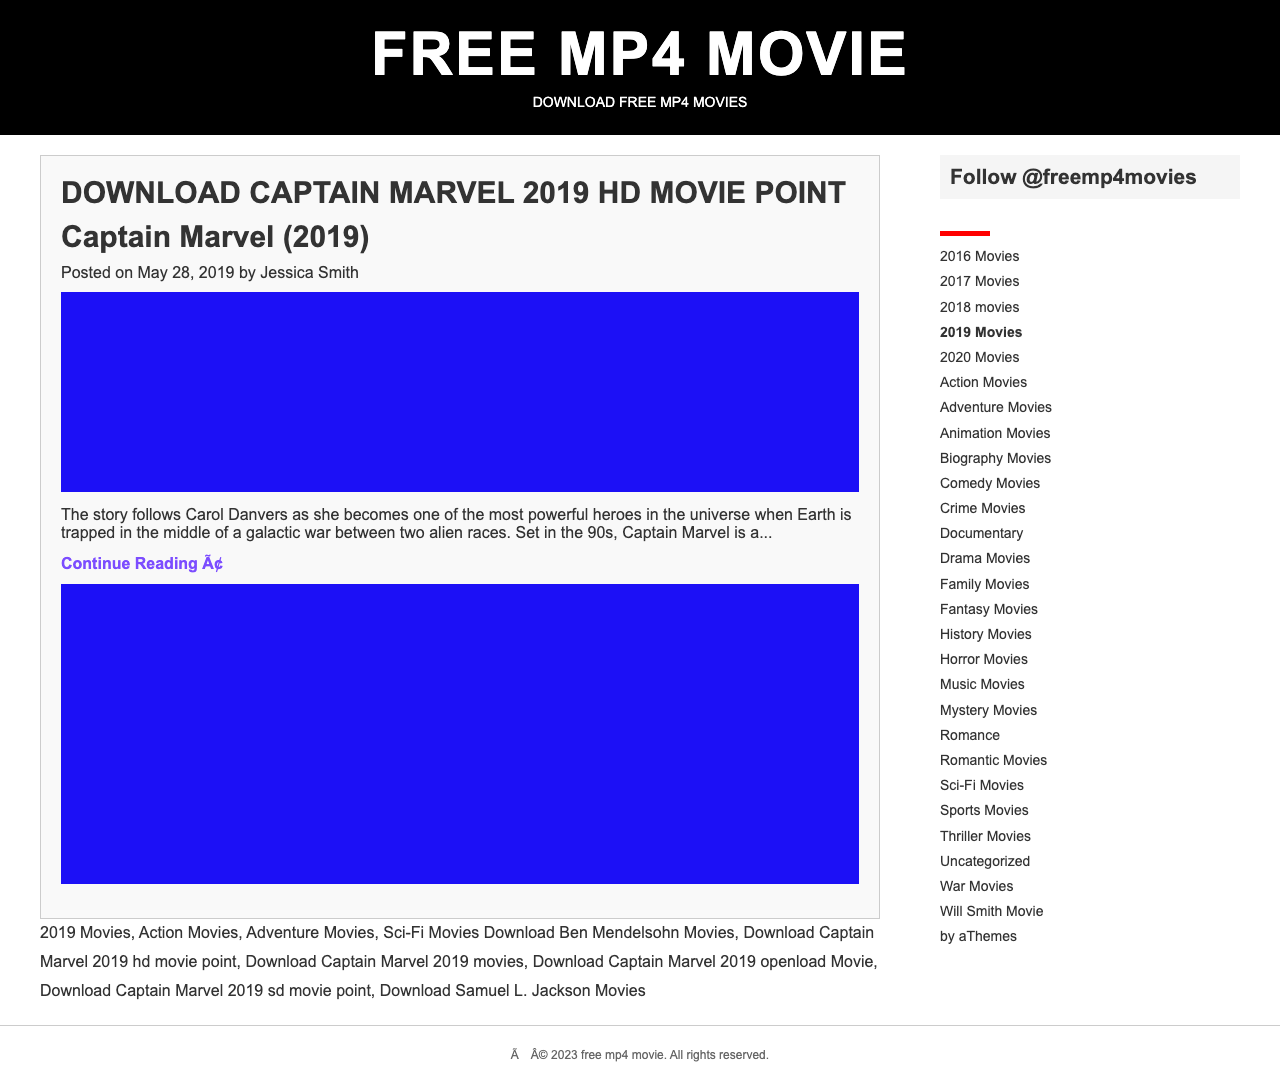 FREE MP4 MOVIE
DOWNLOAD FREE MP4 MOVIES
DOWNLOAD CAPTAIN MARVEL 2019 HD MOVIE POINT
Captain Marvel (2019)
Posted on May 28, 2019 by Jessica Smith
The story follows Carol Danvers as she becomes one of the most powerful heroes in the universe when Earth is
trapped in the middle of a galactic war between two alien races. Set in the 90s, Captain Marvel is a...
Continue Reading Ã¢
2019 Movies, Action Movies, Adventure Movies, Sci-Fi Movies Download Ben Mendelsohn Movies, Download Captain
Marvel 2019 hd movie point, Download Captain Marvel 2019 movies, Download Captain Marvel 2019 openload Movie,
Download Captain Marvel 2019 sd movie point, Download Samuel L. Jackson Movies
Follow @freemp4movies
2016 Movies
2017 Movies
2018 movies
2019 Movies
2020 Movies
Action Movies
Adventure Movies
Animation Movies
Biography Movies
Comedy Movies
Crime Movies
Documentary
Drama Movies
Family Movies
Fantasy Movies
History Movies
Horror Movies
Music Movies
Mystery Movies
Romance
Romantic Movies
Sci-Fi Movies
Sports Movies
Thriller Movies
Uncategorized
War Movies
Will Smith Movie
by aThemes
Ã Â© 2023 free mp4 movie. All rights reserved.